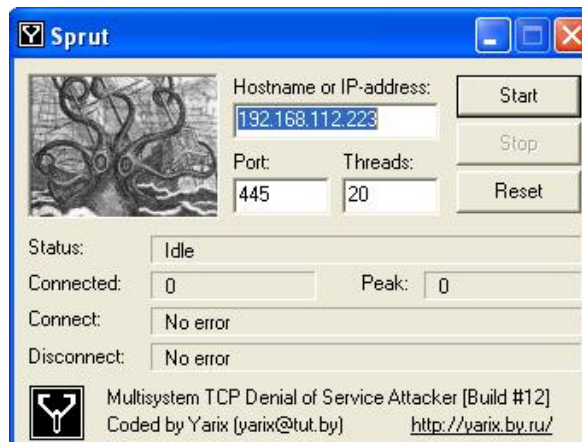 Sprut
Hostname or IP-address:
192.168.112.223
Start
Stop
Port:
Threads:
445
20
Reset
Status:
Idle
Connected:
0
Peak:
0
Connect:
No error
Disconnect:
No error
Multisystem TCP Denial of Service Attacker [Build #12]
Coded by Yarix (yarix@tut.by)
http://yarix.by.ru/